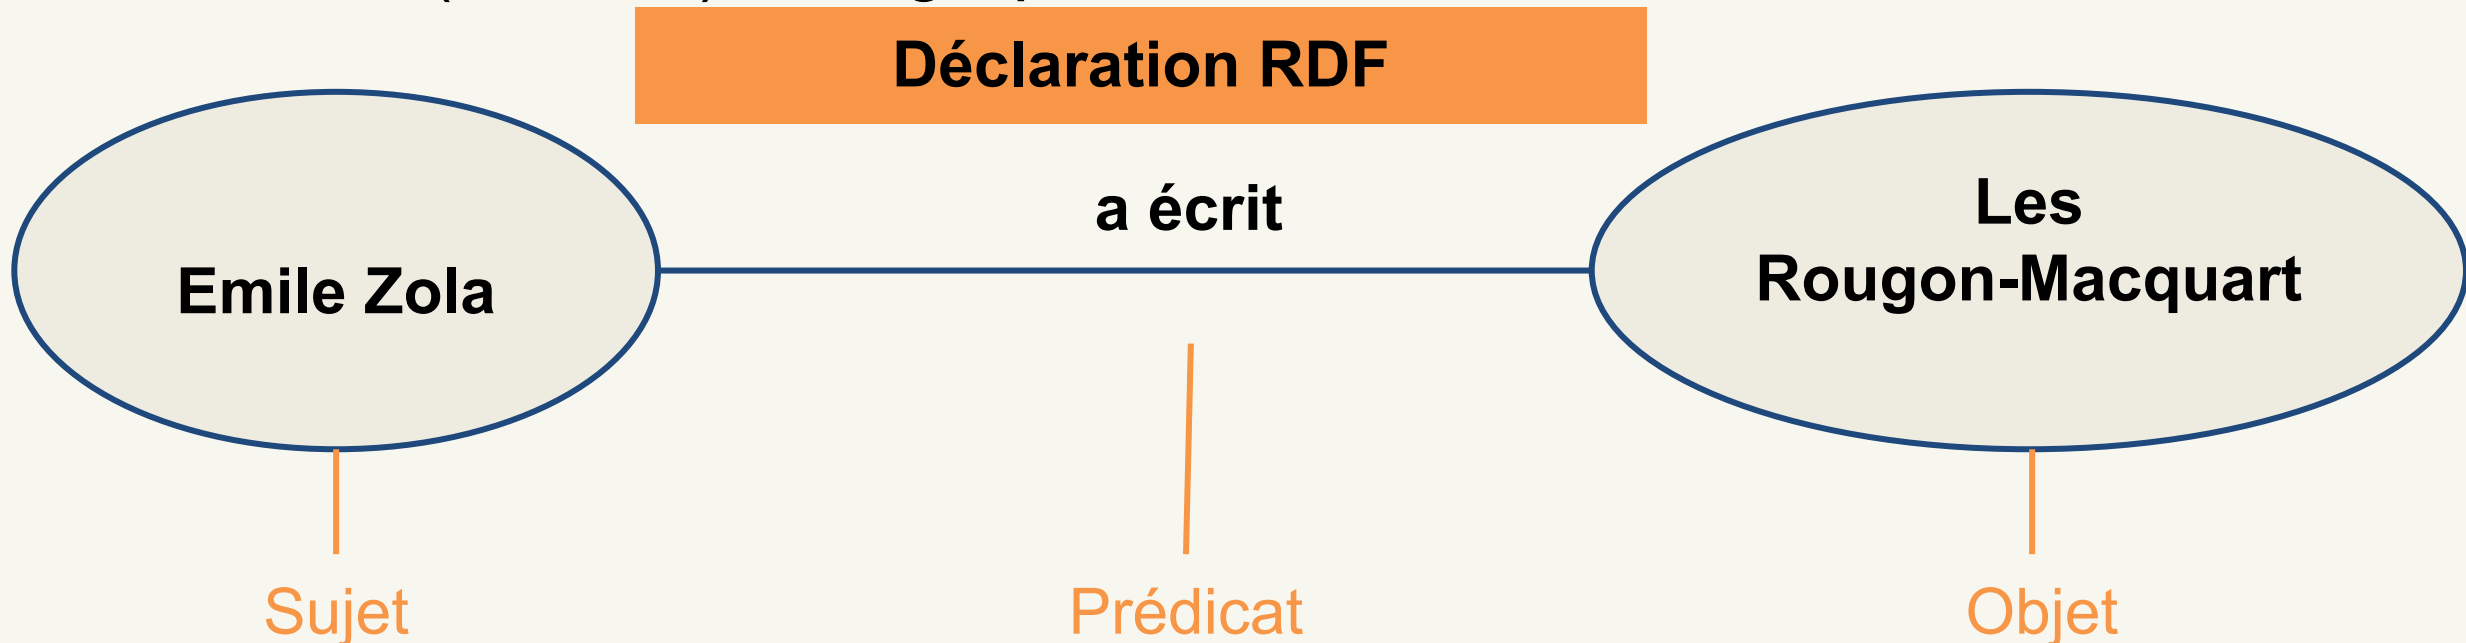 Déclaration RDF
a écrit
Emile Zola
Les
Rougon-Macquart
Sujet
Prédicat
Objet